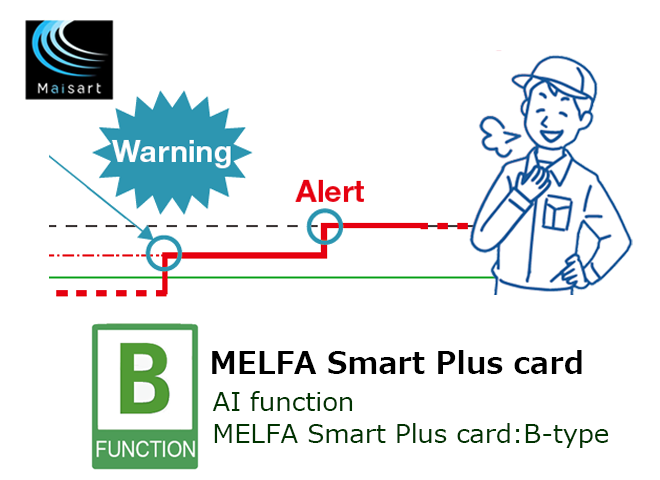 Maisart
Warning
Alert
B
FUNCTION
MELFA Smart Plus card
AI function
MELFA Smart Plus card:B-type